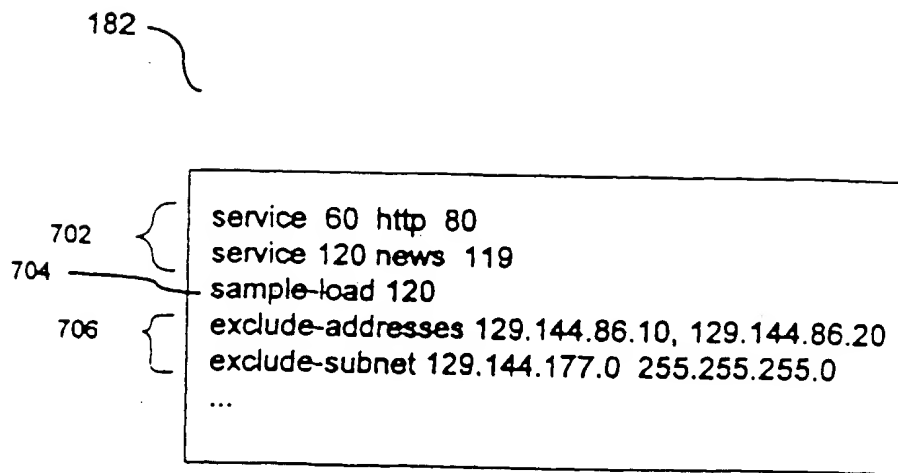 182
702
704
706
service 60 http 80
service 120 news 119
sample-load 120
exclude-addresses 129.144.86.10, 129.144.86.20
exclude-subnet 129.144.177.0 255.255.255.0
...